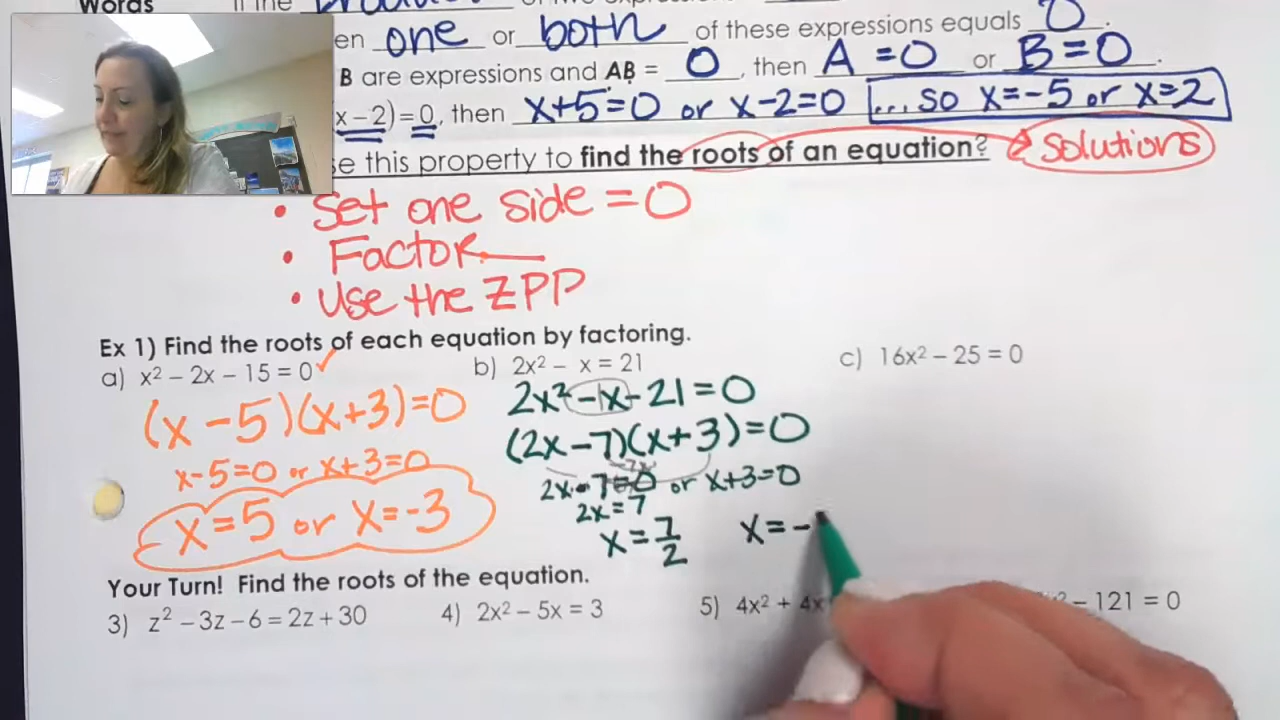 Words If the
en one or both of these expressions equals 0.
B are expressions and AB = 0, then A = 0 or B = 0.
x – 2) = 0, then x+5=0 or x-2=0 ...so x=-5 or x=2
se this property to find the roots of an equation? solutions
• Set one side = 0
• Factor
• Use the ZPP
Ex 1) Find the roots of each equation by factoring.
a) x² – 2x – 15 = 0 ✓
(x - 5)(x+3)=0
x-5=0 or x+3=0
x=5 or x=-3
b) 2x² – x = 21
2x² - 1x - 21 = 0
(2x - 7)(x+3)=0
2x-7=0 or x+3=0
2x=7
x=7/2 x=-
c) 16x² – 25 = 0
Your Turn! Find the roots of the equation.
3) z² – 3z – 6 = 2z + 30
4) 2x² – 5x = 3
5) 4x² + 4x
– 121 = 0